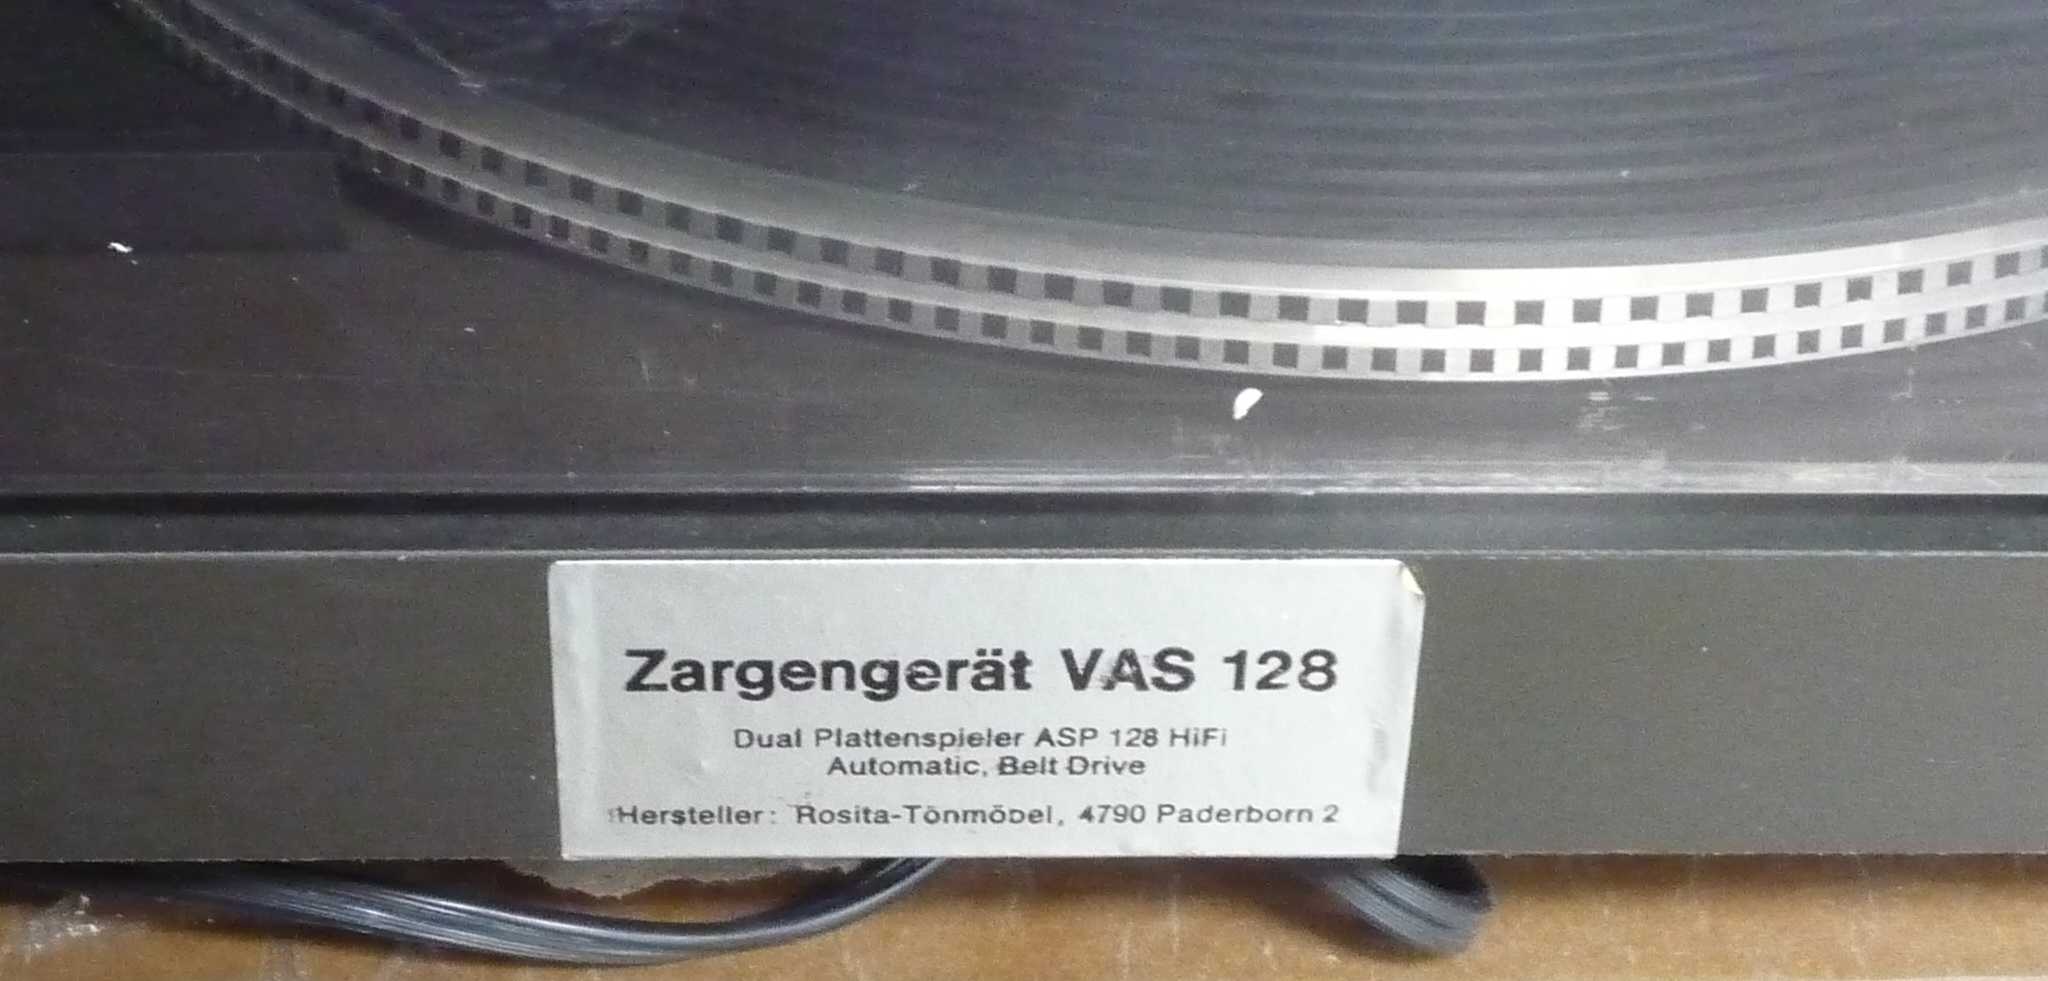 Zargengerät VAS 128
Dual Plattenspieler ASP 128 HiFi
Automatic, Belt Drive
Hersteller: Rosita-Tonmöbel, 4790 Paderborn 2